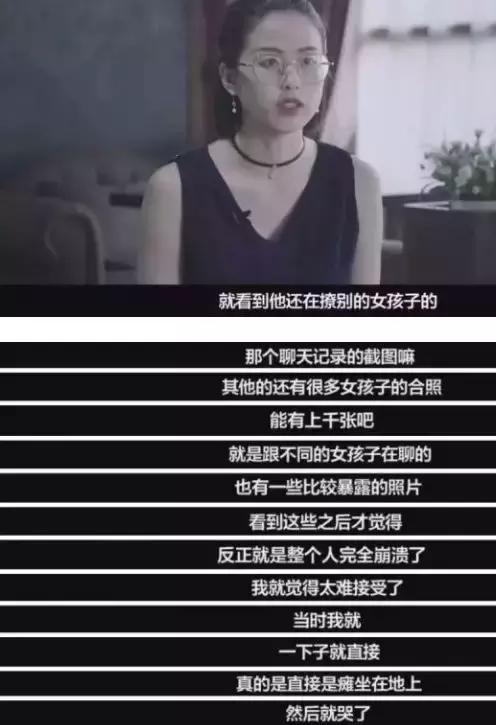 就看到他还在撩别的女孩子的
那个聊天记录的截图嘛
其他的还有很多女孩子的合照
能有上千张吧
就是跟不同的女孩子在聊的
也有一些比较暴露的照片
看到这些之后才觉得
反正就是整个人完全崩溃了
我就觉得太难接受了
当时我就
一下子就直接
真的是直接是瘫坐在地上
然后就哭了